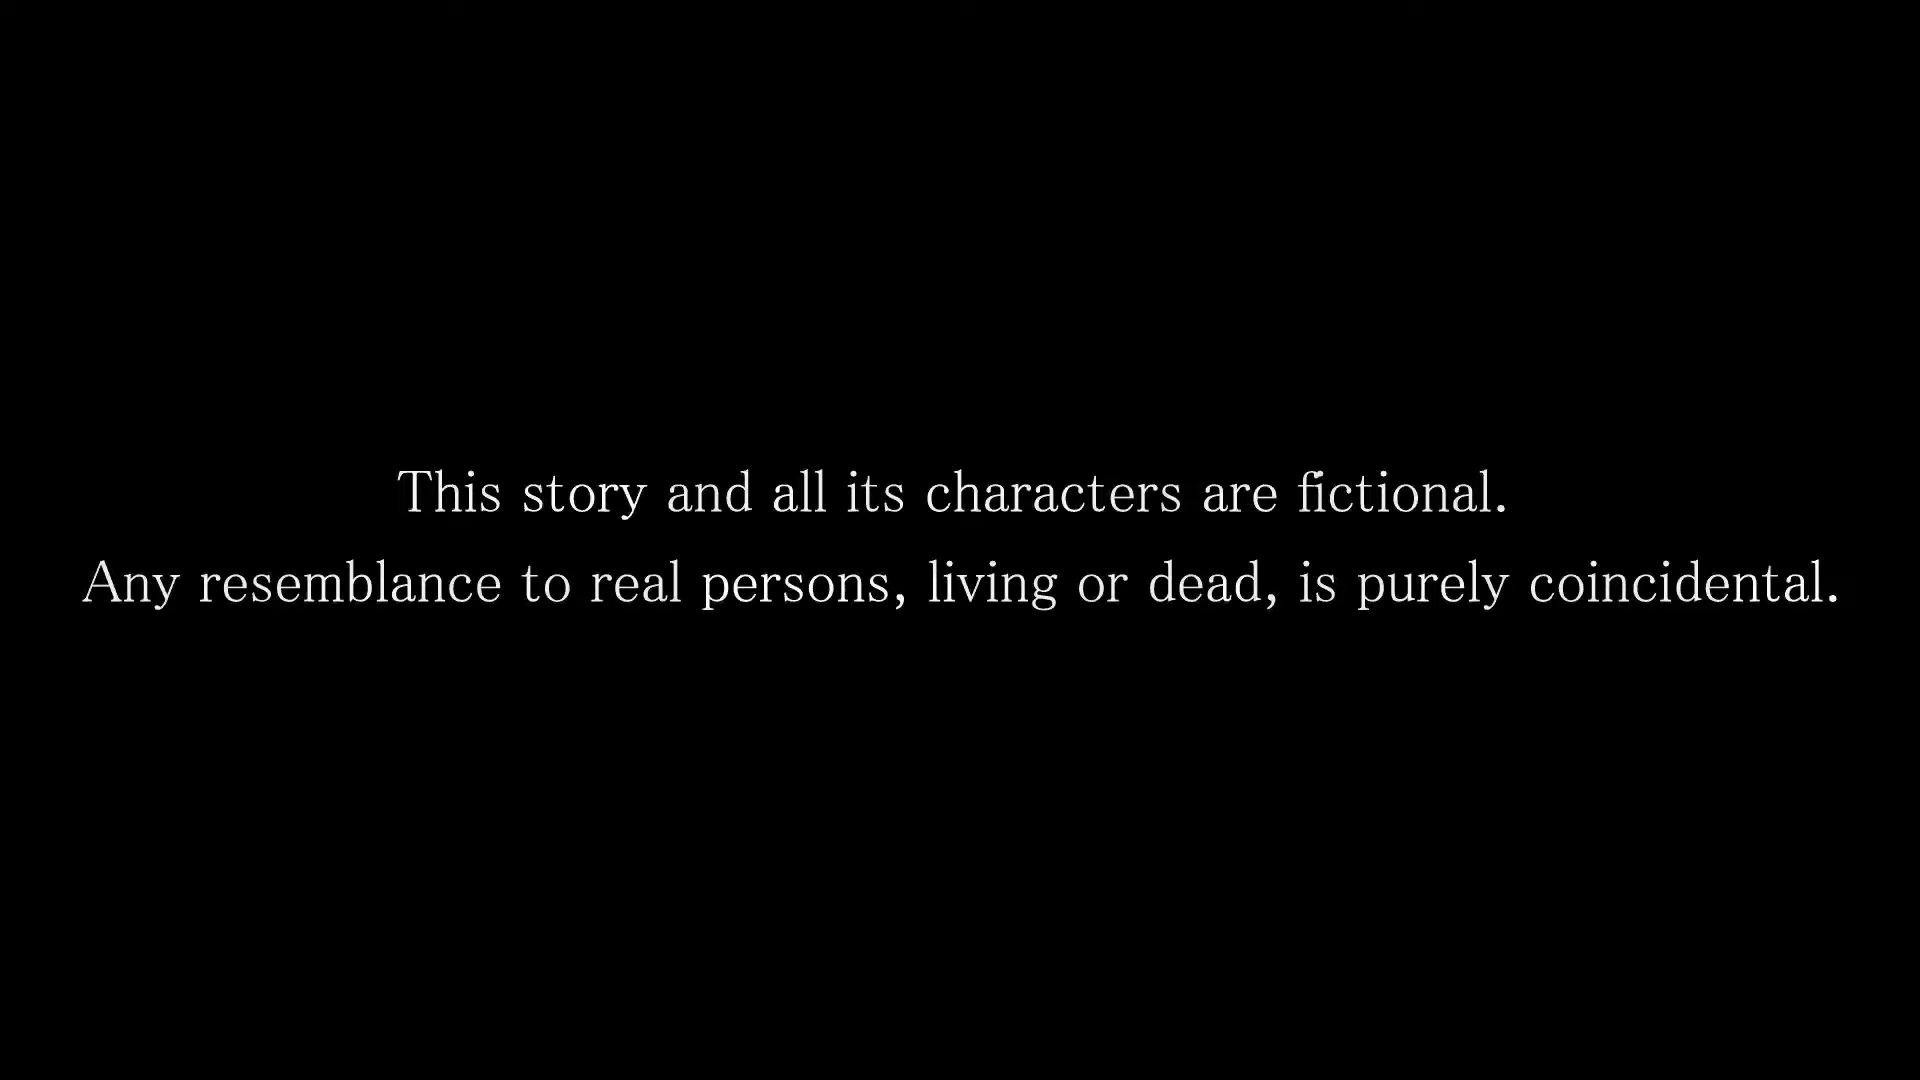 This story and all its characters are fictional.
Any resemblance to real persons, living or dead, is purely coincidental.